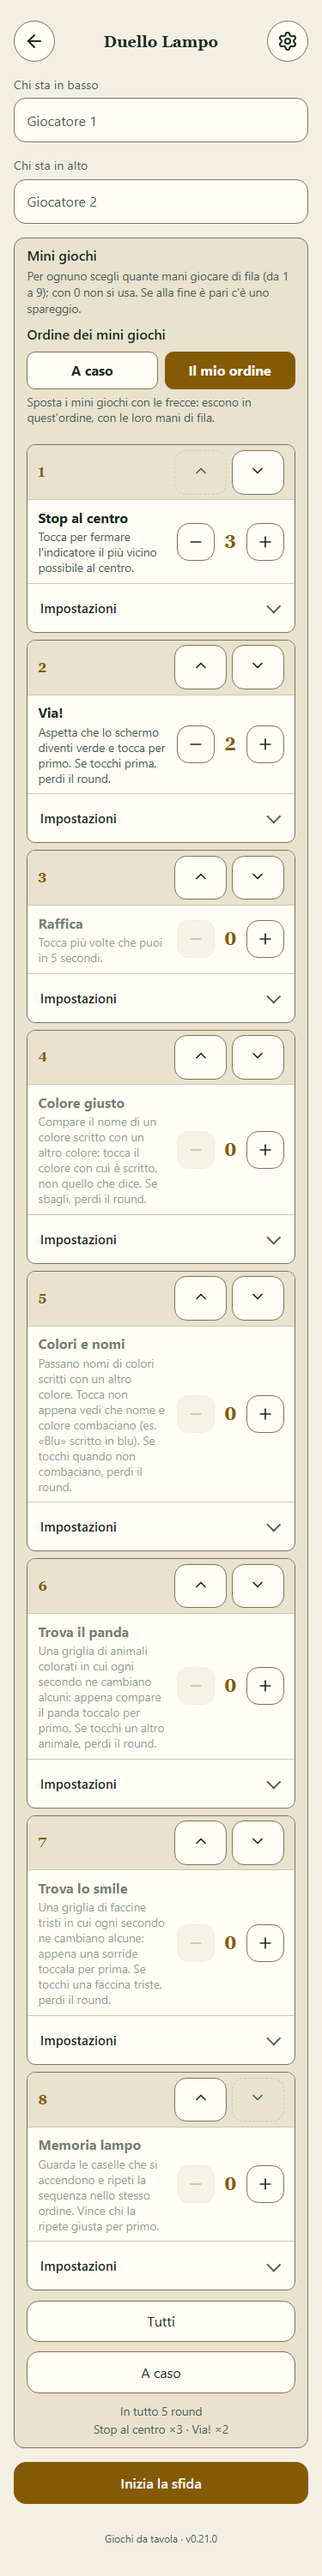 Duello Lampo
Chi sta in basso
Giocatore 1
Chi sta in alto
Giocatore 2
Mini giochi
Per ognuno scegli quante mani giocare di fila (da 1
a 9); con 0 non si usa. Se alla fine è pari c'è uno
spareggio.
Ordine dei mini giochi
A caso
Il mio ordine
Sposta i mini giochi con le frecce: escono in
quest'ordine, con le loro mani di fila.
1
Stop al centro
Tocca per fermare
l'indicatore il più vicino
possibile al centro.
3
Impostazioni
2
Via!
Aspetta che lo schermo
diventi verde e tocca per
primo. Se tocchi prima,
perdi il round.
2
Impostazioni
3
Raffica
Tocca più volte che puoi
in 5 secondi.
0
Impostazioni
4
Colore giusto
Compare il nome di un
colore scritto con un
altro colore: tocca il
colore con cui è scritto,
non quello che dice. Se
sbagli, perdi il round.
0
Impostazioni
5
Colori e nomi
Passano nomi di colori
scritti con un altro
colore. Tocca non
appena vedi che nome e
colore combaciano (es.
«Blu» scritto in blu). Se
tocchi quando non
combaciano, perdi il
round.
0
Impostazioni
6
Trova il panda
Una griglia di animali
colorati in cui ogni
secondo ne cambiano
alcuni: appena compare
il panda toccalo per
primo. Se tocchi un altro
animale, perdi il round.
0
Impostazioni
7
Trova lo smile
Una griglia di faccine
tristi in cui ogni secondo
ne cambiano alcune:
appena una sorride
toccala per prima. Se
tocchi una faccina triste,
perdi il round.
0
Impostazioni
8
Memoria lampo
Guarda le caselle che si
accendono e ripeti la
sequenza nello stesso
ordine. Vince chi la
ripete giusta per primo.
0
Impostazioni
Tutti
A caso
In tutto 5 round
Stop al centro ×3 · Via! ×2
Inizia la sfida
Giochi da tavola · v0.21.0